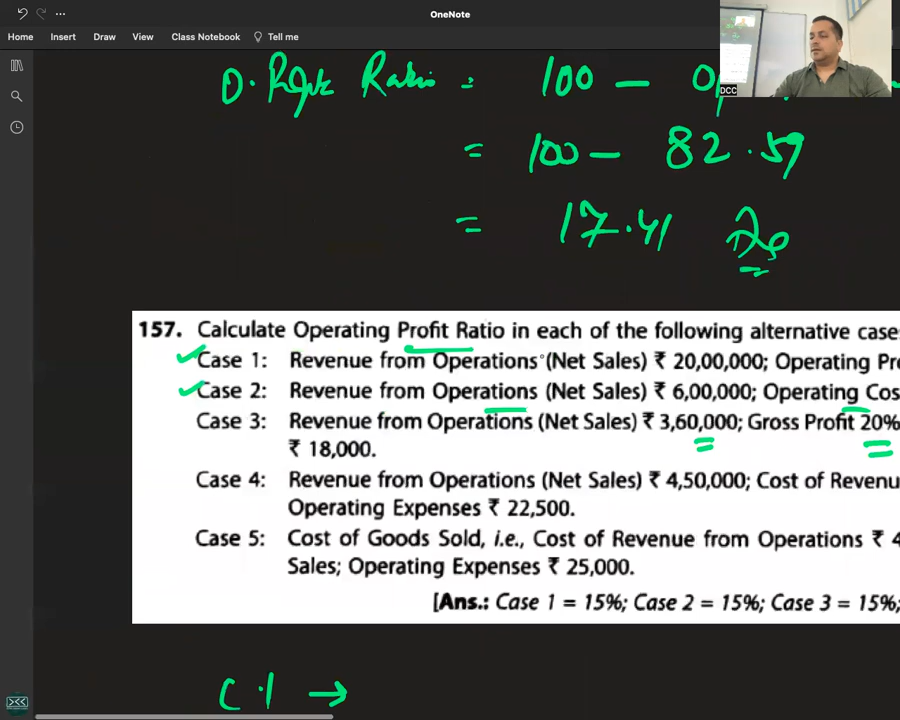 OneNote
Home Insert Draw View Class Notebook Tell me
DCC
Ratio = 100 -
= 100 - 82.59
= 17.41
157. Calculate Operating Profit Ratio in each of the following alternative case
Case 1: Revenue from Operations (Net Sales) ₹ 20,00,000; Operating Pr
Case 2: Revenue from Operations (Net Sales) ₹ 6,00,000; Operating Cos
Case 3: Revenue from Operations (Net Sales) ₹ 3,60,000; Gross Profit 20%
₹ 18,000.
Case 4: Revenue from Operations (Net Sales) ₹ 4,50,000; Cost of Revenu
Operating Expenses ₹ 22,500.
Case 5: Cost of Goods Sold, i.e., Cost of Revenue from Operations ₹ 4
Sales; Operating Expenses ₹ 25,000.
[Ans.: Case 1 = 15%; Case 2 = 15%; Case 3 = 15%;
C.1 →